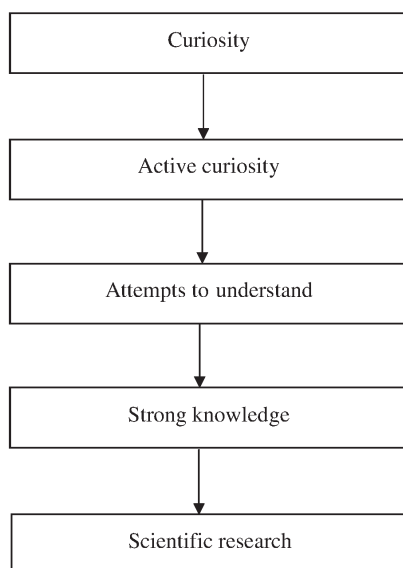 Curiosity
Active curiosity
Attempts to understand
Strong knowledge
Scientific research